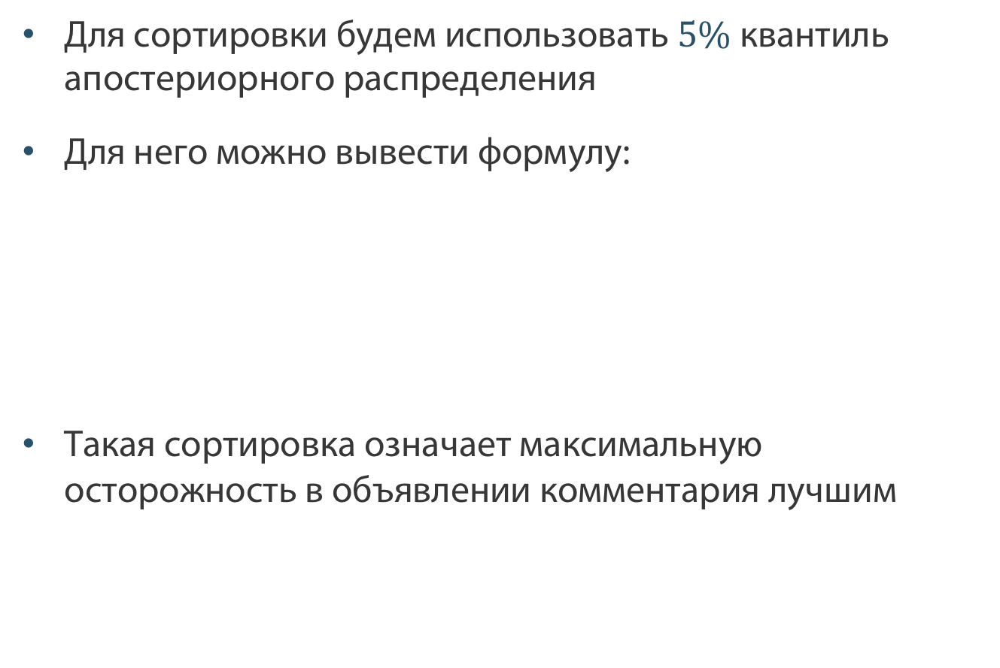 • Для сортировки будем использовать 5% квантиль
апостериорного распределения
• Для него можно вывести формулу:
• Такая сортировка означает максимальную
осторожность в объявлении комментария лучшим